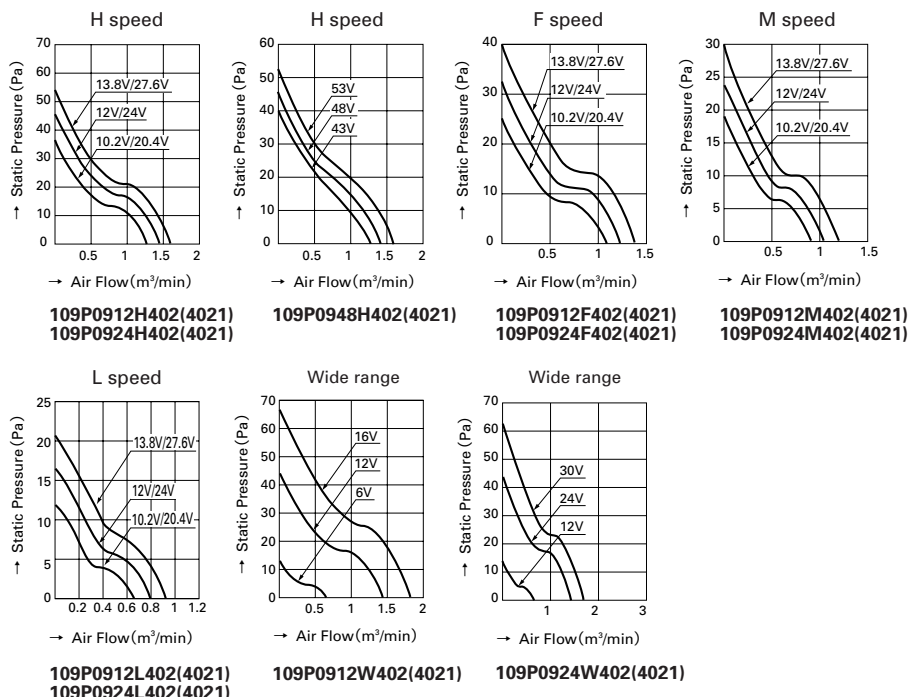 H speed
→ Static Pressure (Pa)
70
60
50
40
30
20
10
0
13.8V/27.6V
12V/24V
10.2V/20.4V
0.5
1
1.5
2
→ Air Flow(m³/min)
109P0912H402(4021)
109P0924H402(4021)
H speed
→ Static Pressure (Pa)
60
50
40
30
20
10
0
53V
48V
43V
0.5
1
1.5
2
→ Air Flow(m³/min)
109P0948H402(4021)
F speed
→ Static Pressure (Pa)
40
30
20
10
0
13.8V/27.6V
12V/24V
10.2V/20.4V
0.5
1
1.5
→ Air Flow(m³/min)
109P0912F402(4021)
109P0924F402(4021)
M speed
→ Static Pressure (Pa)
30
25
20
15
10
5
0
13.8V/27.6V
12V/24V
10.2V/20.4V
0.5
1
1.5
→ Air Flow(m³/min)
109P0912M402(4021)
109P0924M402(4021)
L speed
→ Static Pressure (Pa)
25
20
15
10
5
0
13.8V/27.6V
12V/24V
10.2V/20.4V
0.2 0.4 0.6 0.8 1 1.2
→ Air Flow(m³/min)
109P0912L402(4021)
109P0924L402(4021)
Wide range
→ Static Pressure (Pa)
70
60
50
40
30
20
10
0
16V
12V
6V
0.5
1
1.5
2
→ Air Flow(m³/min)
109P0912W402(4021)
Wide range
→ Static Pressure (Pa)
70
60
50
40
30
20
10
0
30V
24V
12V
1
2
3
→ Air Flow(m³/min)
109P0924W402(4021)